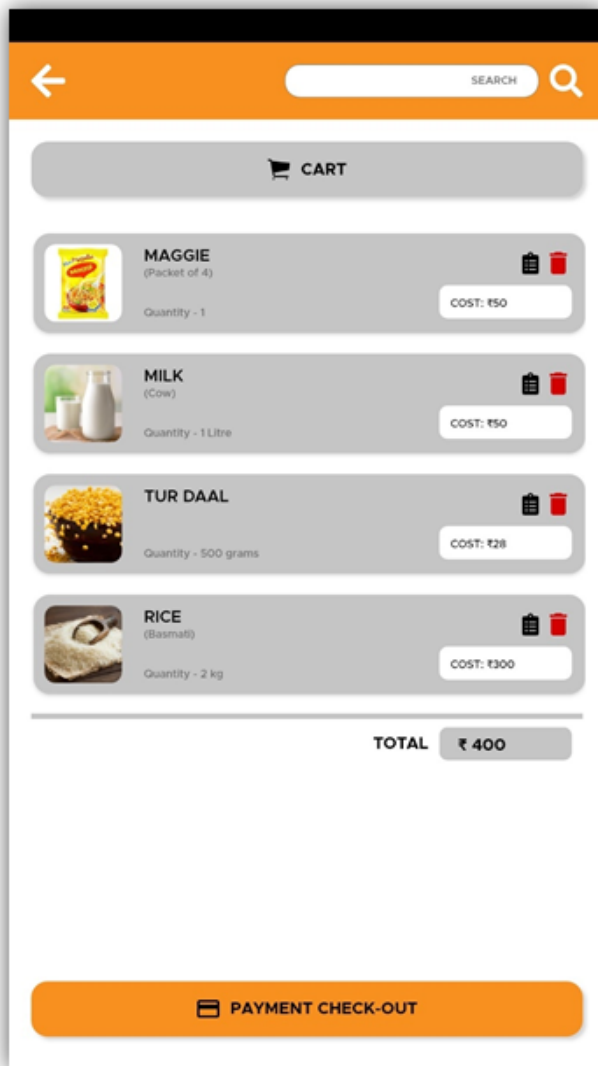 SEARCH
CART
MAGGIE
(Packet of 4)
Quantity - 1
COST: ₹50
MILK
(Cow)
Quantity - 1 Litre
COST: ₹50
TUR DAAL
Quantity - 500 grams
COST: ₹28
RICE
(Basmati)
Quantity - 2 kg
COST: ₹300
TOTAL ₹ 400
PAYMENT CHECK-OUT